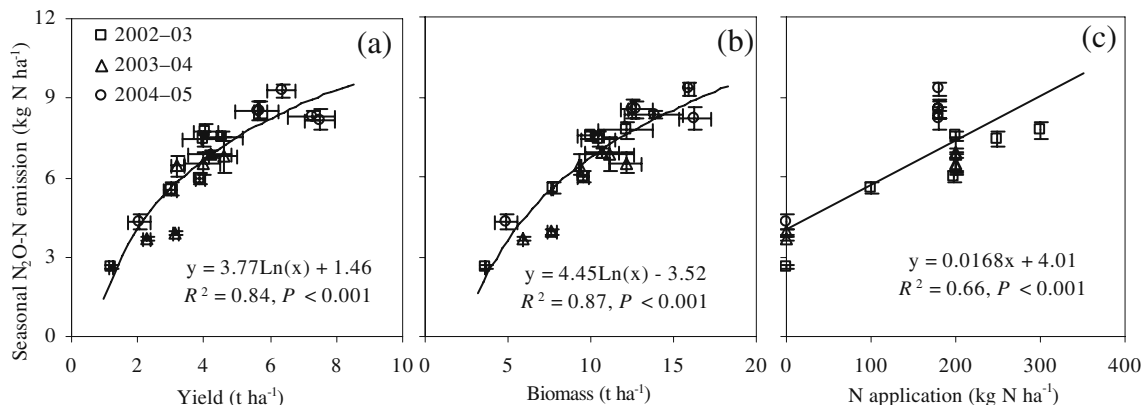 Seasonal N₂O-N emission (kg N ha⁻¹)
12
9
6
3
0
2002–03
2003–04
2004–05
(a)
y = 3.77Ln(x) + 1.46
R² = 0.84, P < 0.001
0 2 4 6 8 10
Yield (t ha⁻¹)
(b)
y = 4.45Ln(x) - 3.52
R² = 0.87, P < 0.001
0 5 10 15 20
Biomass (t ha⁻¹)
(c)
y = 0.0168x + 4.01
R² = 0.66, P < 0.001
0 100 200 300 400
N application (kg N ha⁻¹)